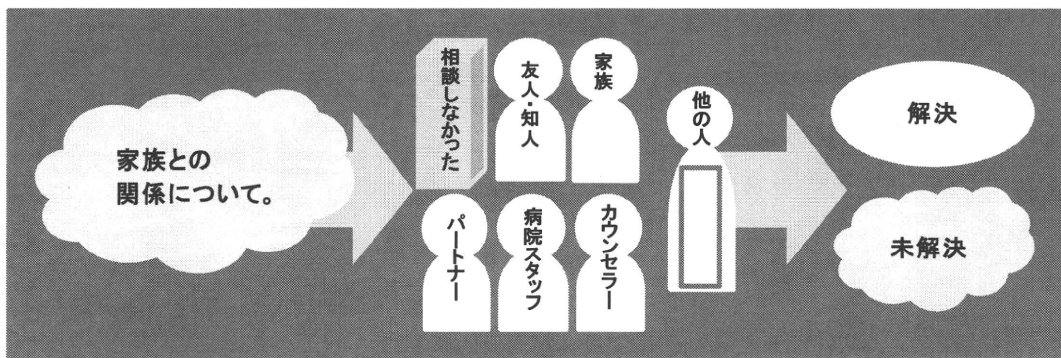 家族との
関係について。
相談しなかった
友人・知人
家族
パートナー
病院スタッフ
カウンセラー
他の人
解決
未解決